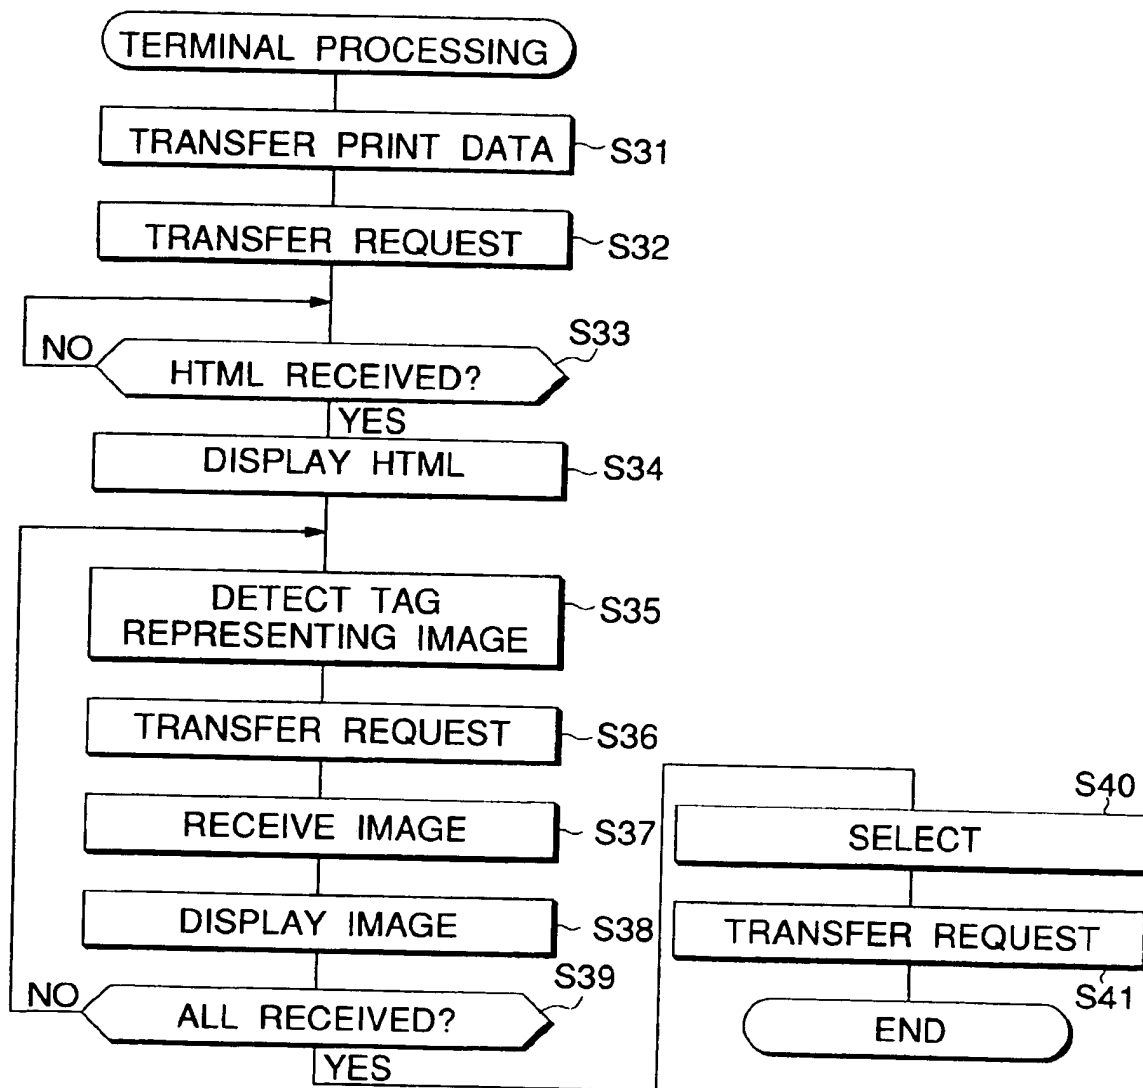 TERMINAL PROCESSING
TRANSFER PRINT DATA
S31
TRANSFER REQUEST
S32
S33
NO
HTML RECEIVED?
YES
DISPLAY HTML
S34
DETECT TAG
REPRESENTING IMAGE
S35
TRANSFER REQUEST
S36
RECEIVE IMAGE
S37
DISPLAY IMAGE
S38
S39
NO
ALL RECEIVED?
YES
S40
SELECT
TRANSFER REQUEST
S41
END